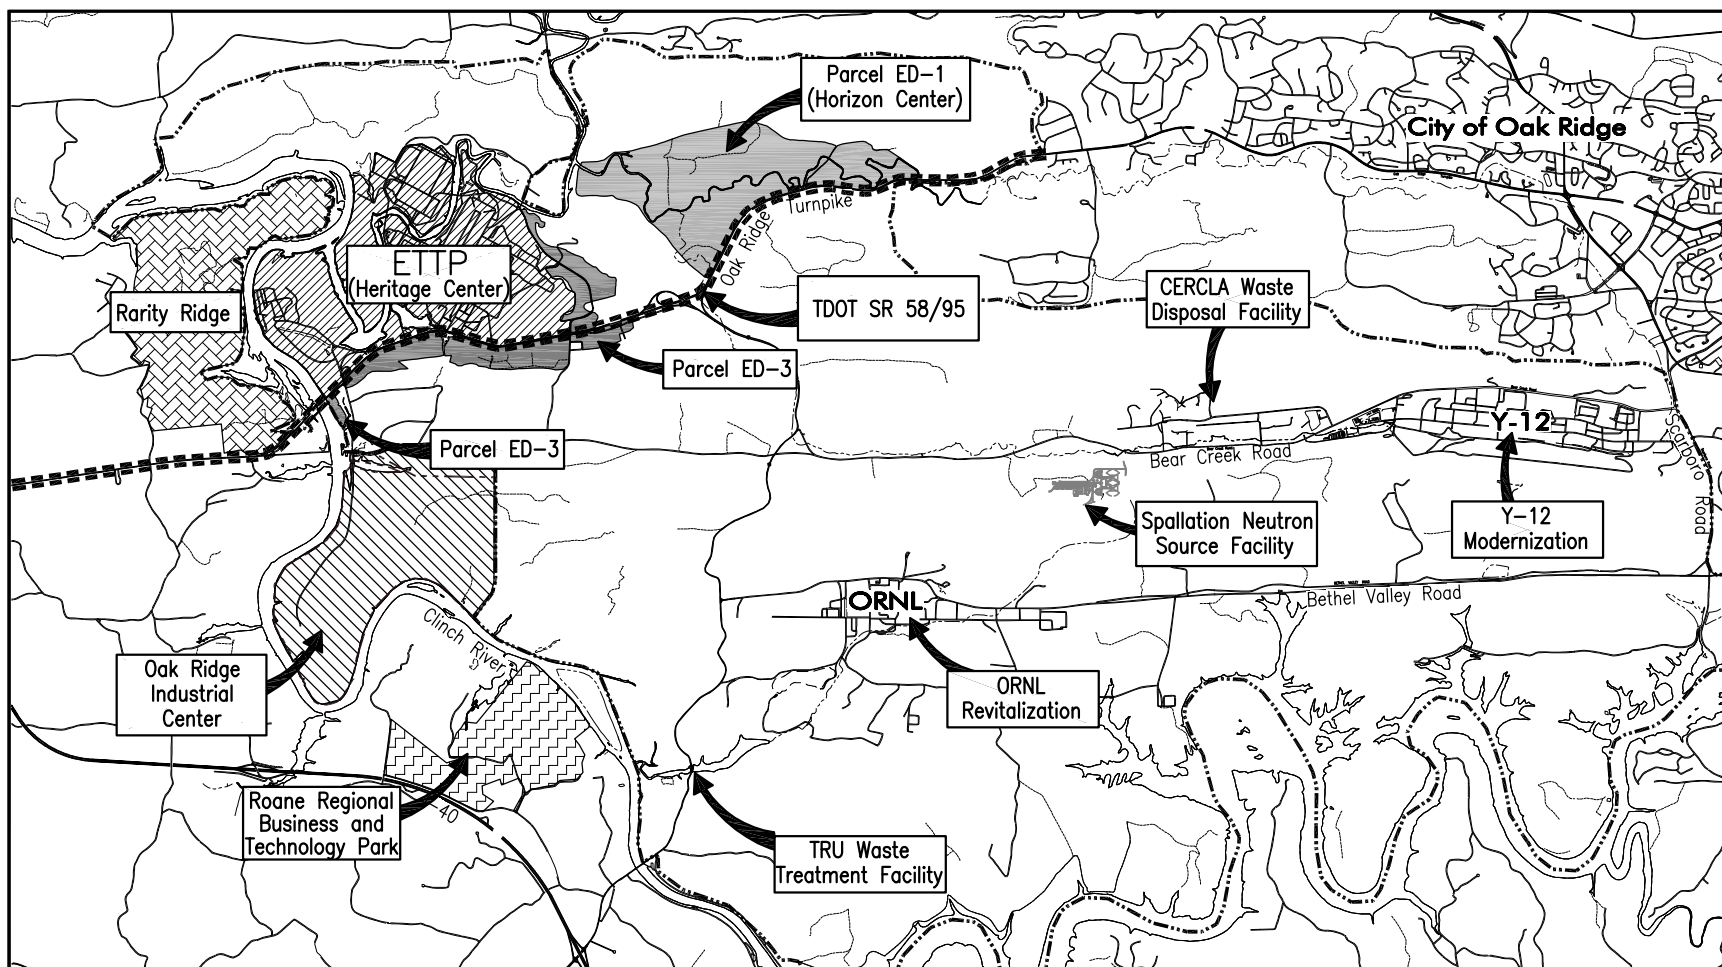 Parcel ED-1
(Horizon Center)
City of Oak Ridge
Oak Ridge
Turnpike
ETTP
(Heritage Center)
Rarity Ridge
TDOT SR 58/95
CERCLA Waste
Disposal Facility
Parcel ED-3
Parcel ED-3
Y-12
Bear Creek Road
Scarboro Road
Spallation Neutron
Source Facility
Y-12
Modernization
Bethel Valley Road
ORNL
Clinch River
Oak Ridge
Industrial
Center
ORNL
Revitalization
Roane Regional
Business and
Technology Park
-40
TRU Waste
Treatment Facility